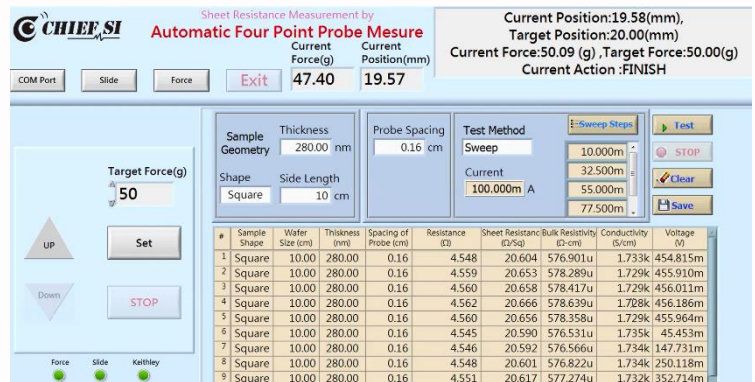 CHIEF SI
Sheet Resistance Measurement by
Automatic Four Point Probe Mesure
Current Position:19.58(mm),
Target Position:20.00(mm)
Current Force:50.09 (g) ,Target Force:50.00(g)
Current Action :FINISH
Current Force(g)
Current Position(mm)
COM Port
Slide
Force
Exit
47.40
19.57
Target Force(g)
50
UP
Set
Down
STOP
Force
Slide
Keithley
Sample Geometry
Thickness
280.00 nm
Shape
Side Length
Square
10 cm
Probe Spacing
0.16 cm
Test Method
Sweep
Current
100.000m A
Sweep Steps
10.000m
32.500m
55.000m
77.500m
Test
STOP
Clear
Save
# Sample Shape Wafer Size (cm) Thiskness (nm) Spacing of Probe (cm) Resistance (Ω) Sheet Resistanc (Ω/Sq) Bulk Resistivity (Ω-cm) Conductivity (S/cm) Voltage (V)
1 Square 10.00 280.00 0.16 4.548 20.604 576.901u 1.733k 454.815m
2 Square 10.00 280.00 0.16 4.559 20.653 578.289u 1.729k 455.910m
3 Square 10.00 280.00 0.16 4.560 20.658 578.417u 1.729k 456.011m
4 Square 10.00 280.00 0.16 4.562 20.666 578.639u 1.728k 456.186m
5 Square 10.00 280.00 0.16 4.560 20.656 578.358u 1.729k 455.964m
6 Square 10.00 280.00 0.16 4.545 20.590 576.531u 1.735k 45.453m
7 Square 10.00 280.00 0.16 4.546 20.592 576.566u 1.734k 147.731m
8 Square 10.00 280.00 0.16 4.548 20.601 576.822u 1.734k 250.118m
9 Square 10.00 280.00 0.16 4.551 20.617 577.274u 1.732k 352.714m